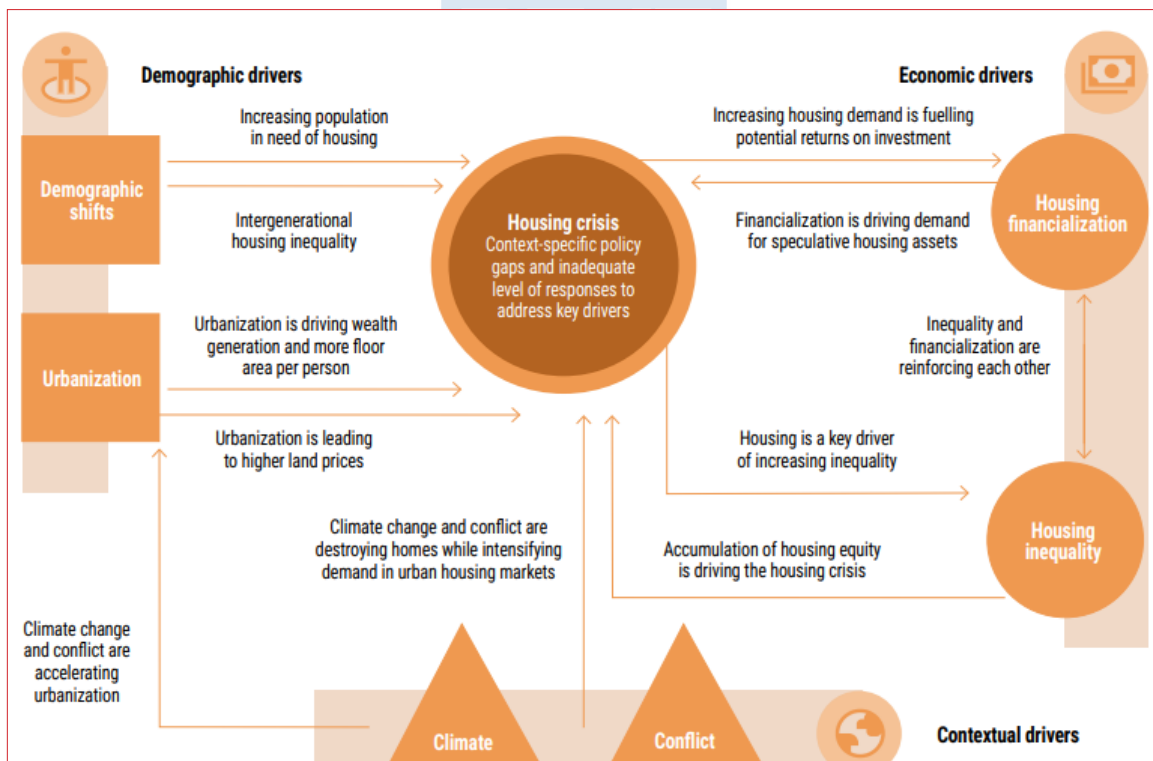 Demographic drivers
Economic drivers
Increasing population
in need of housing
Increasing housing demand is fuelling
potential returns on investment
Demographic
shifts
Housing crisis
Context-specific policy
gaps and inadequate
level of responses to
address key drivers
Housing
financialization
Intergenerational
housing inequality
Financialization is driving demand
for speculative housing assets
Urbanization
Urbanization is driving wealth
generation and more floor
area per person
Inequality and
financialization are
reinforcing each other
Urbanization is leading
to higher land prices
Housing is a key driver
of increasing inequality
Climate change and conflict are
destroying homes while intensifying
demand in urban housing markets
Accumulation of housing equity
is driving the housing crisis
Housing
inequality
Climate change
and conflict are
accelerating
urbanization
Climate
Conflict
Contextual drivers